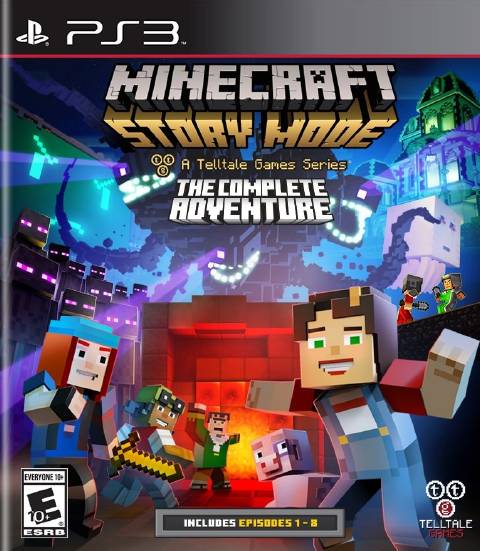 PS3
MINECRAFT
STORY MODE
A Telltale Games Series
THE COMPLETE
ADVENTURE
EVERYONE 10+
E
10+
ESRB
INCLUDES EPISODES 1 - 8
ttg
TELLTALE
GAMES